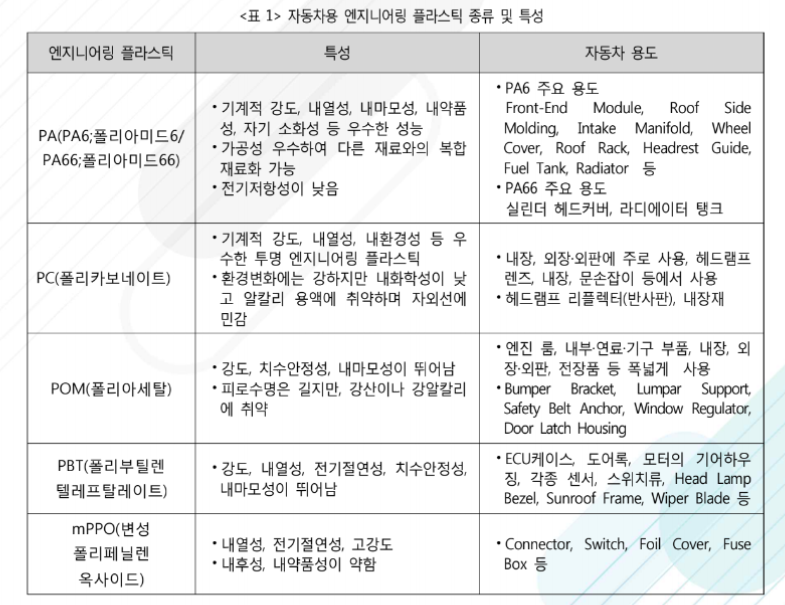 <표 1> 자동차용 엔지니어링 플라스틱 종류 및 특성
엔지니어링 플라스틱
특성
자동차 용도
PA(PA6;폴리아미드6/
PA66;폴리아미드66)
• 기계적 강도, 내열성, 내마모성, 내약품
성, 자기 소화성 등 우수한 성능
• 가공성 우수하여 다른 재료와의 복합
재료화 가능
• 전기저항성이 낮음
• PA6 주요 용도
Front-End Module, Roof Side
Molding, Intake Manifold, Wheel
Cover, Roof Rack, Headrest Guide,
Fuel Tank, Radiator 등
• PA66 주요 용도
실린더 헤드커버, 라디에이터 탱크
PC(폴리카보네이트)
• 기계적 강도, 내열성, 내환경성 등 우
수한 투명 엔지니어링 플라스틱
• 환경변화에는 강하지만 내화학성이 낮
고 알칼리 용액에 취약하며 자외선에
민감
• 내장, 외장·외판에 주로 사용, 헤드램프
렌즈, 내장, 문손잡이 등에서 사용
• 헤드램프 리플렉터(반사판), 내장재
POM(폴리아세탈)
• 강도, 치수안정성, 내마모성이 뛰어남
• 피로수명은 길지만, 강산이나 강알칼리
에 취약
• 엔진 룸, 내부·연료·기구 부품, 내장, 외
장·외판, 전장품 등 폭넓게 사용
• Bumper Bracket, Lumpar Support,
Safety Belt Anchor, Window Regulator,
Door Latch Housing
PBT(폴리부틸렌
텔레프탈레이트)
• 강도, 내열성, 전기절연성, 치수안정성,
내마모성이 뛰어남
• ECU케이스, 도어록, 모터의 기어하우
징, 각종 센서, 스위치류, Head Lamp
Bezel, Sunroof Frame, Wiper Blade 등
mPPO(변성
폴리페닐렌
옥사이드)
• 내열성, 전기절연성, 고강도
• 내후성, 내약품성이 약함
• Connector, Switch, Foil Cover, Fuse
Box 등